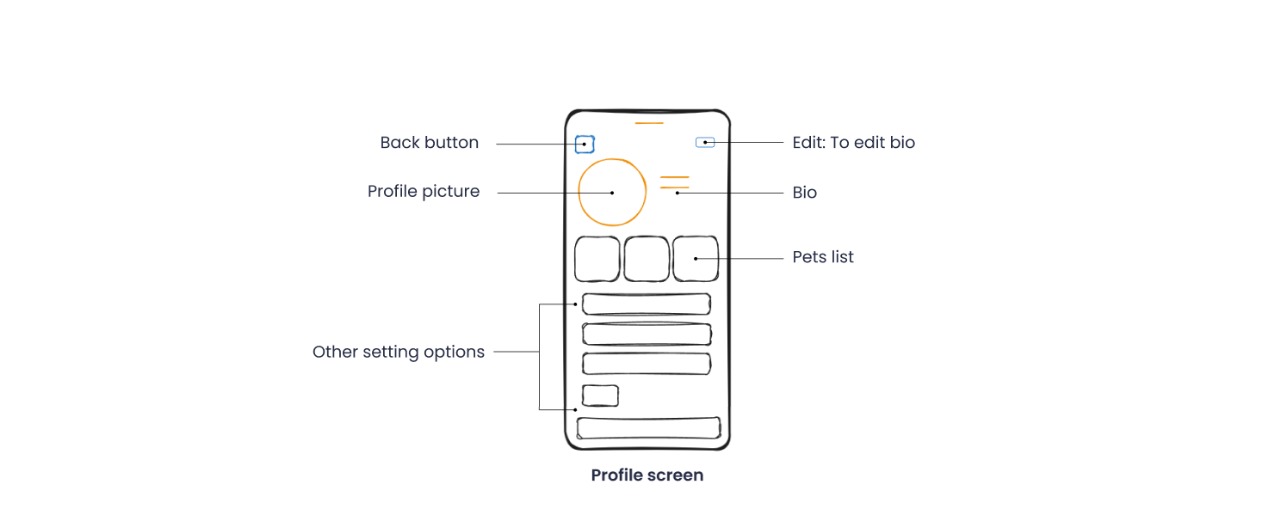 Back button
Edit: To edit bio
Profile picture
Bio
Pets list
Other setting options
Profile screen